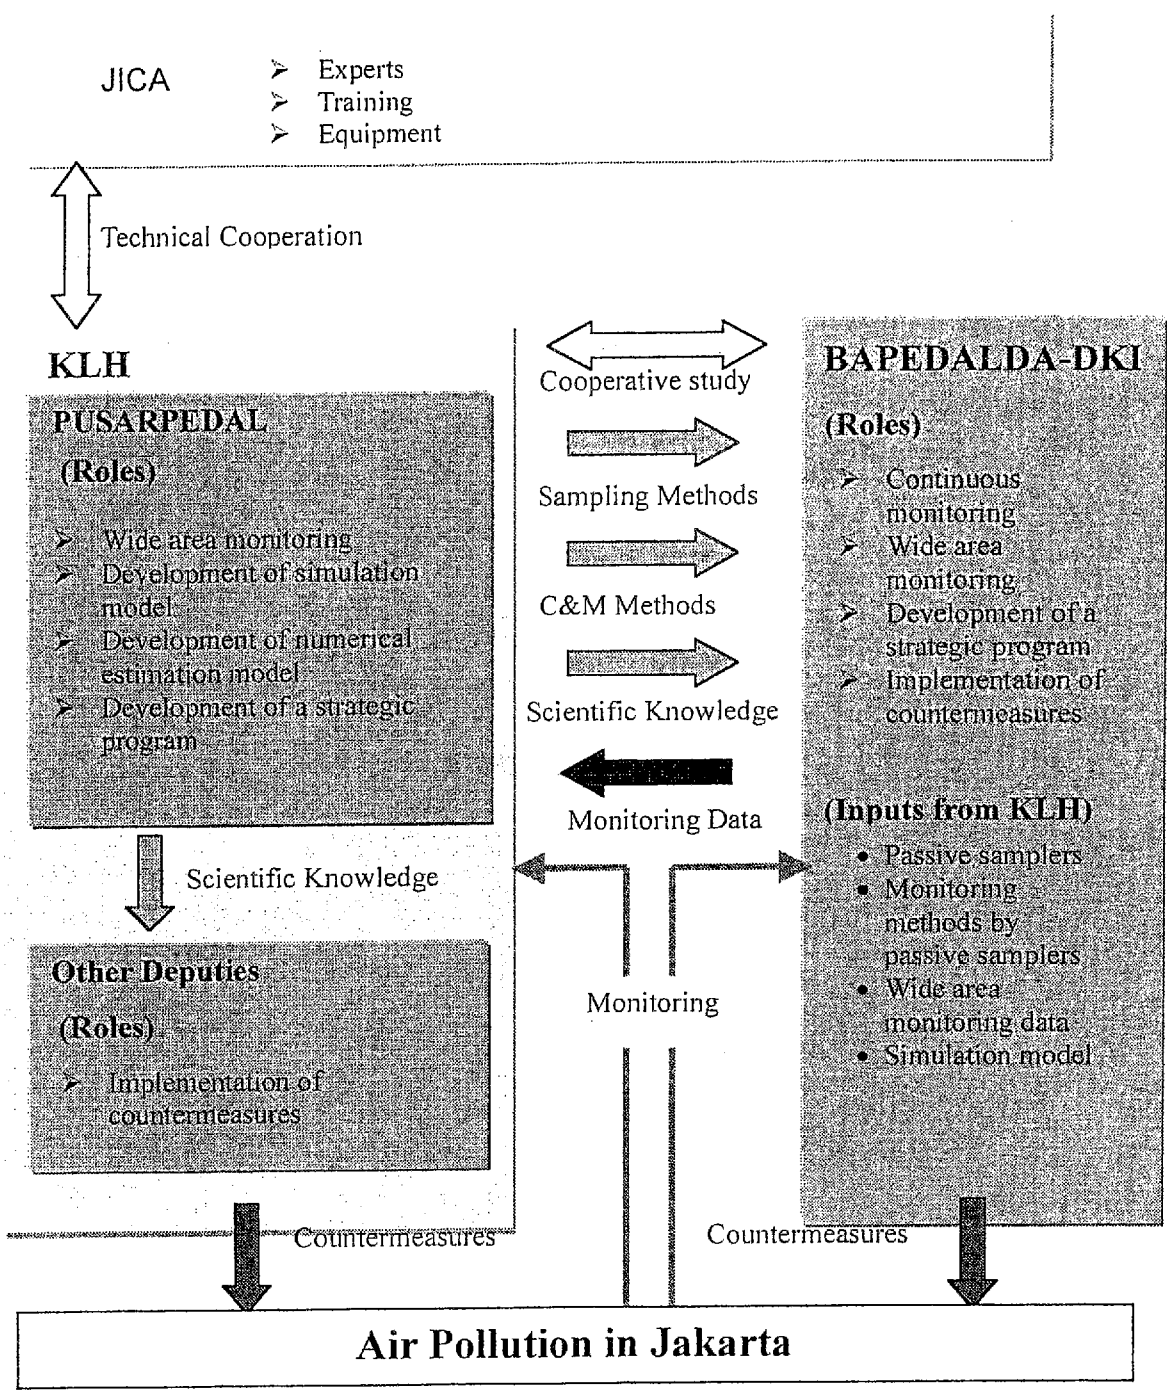 JICA
➢ Experts
➢ Training
➢ Equipment
Technical Cooperation
KLH
PUSARPEDAL
(Roles)
➢ Wide area monitoring
➢ Development of simulation
model
➢ Development of numerical
estimation model
➢ Development of a strategic
program
Scientific Knowledge
Other Deputies
(Roles)
➢ Implementation of
countermeasures
Countermeasures
Cooperative study
Sampling Methods
C&M Methods
Scientific Knowledge
Monitoring Data
Monitoring
BAPEDALDA-DKI
(Roles)
➢ Continuous
monitoring
➢ Wide area
monitoring
➢ Development of a
strategic program
➢ Implementation of
countermeasures
(Inputs from KLH)
• Passive samplers
• Monitoring
methods by
passive samplers
• Wide area
monitoring data
• Simulation model
Countermeasures
Air Pollution in Jakarta